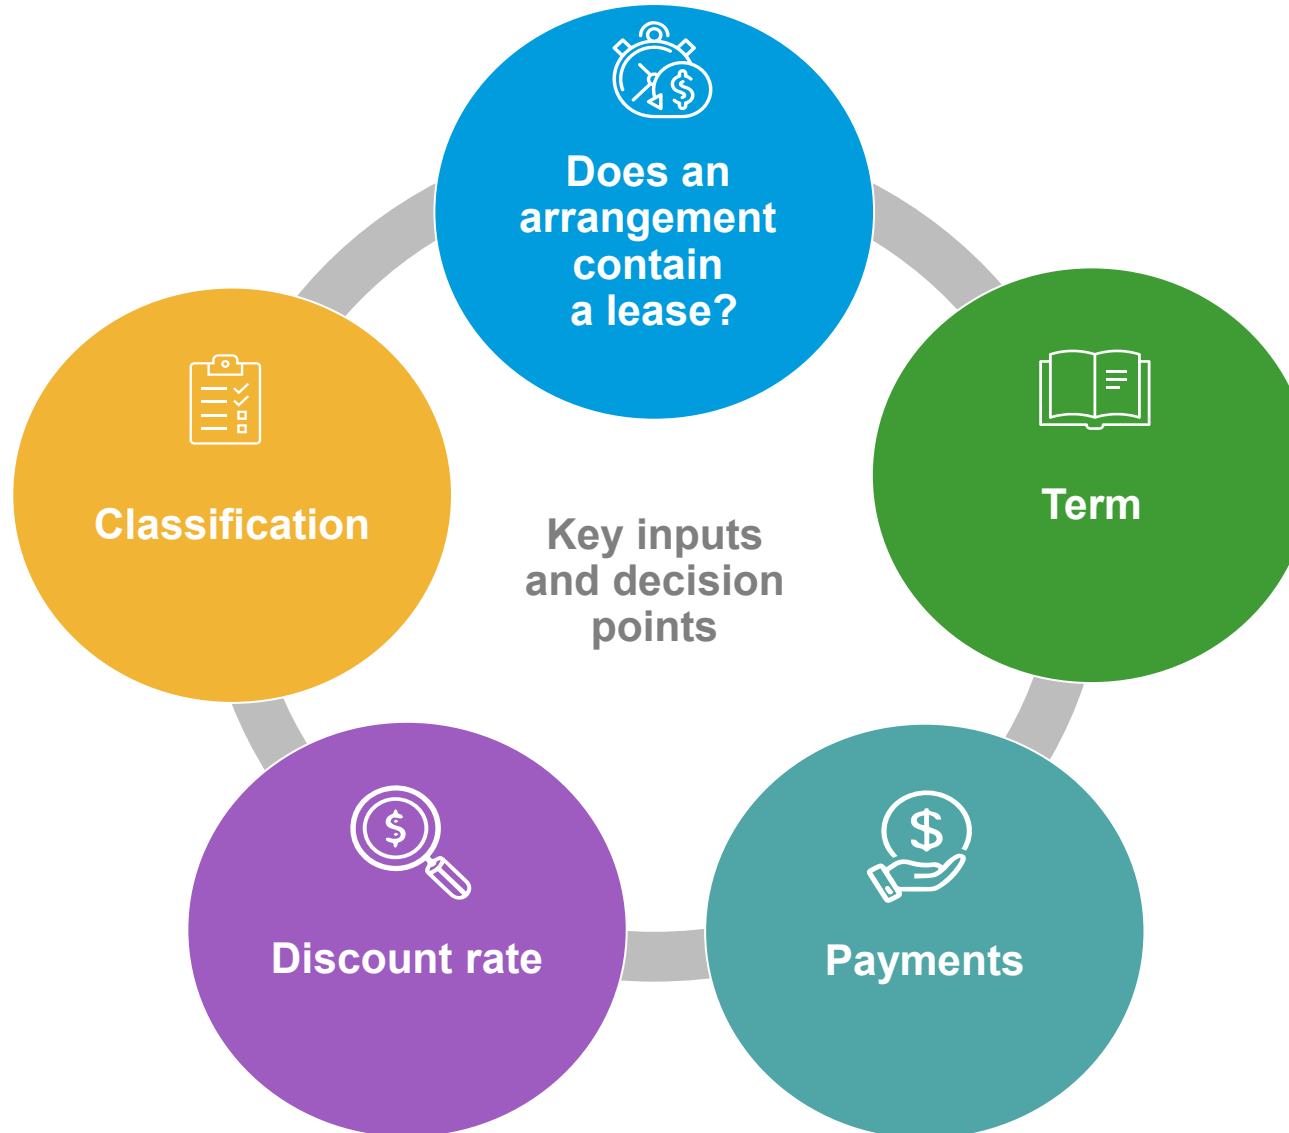 Does an
arrangement
contain
a lease?
Term
Payments
Discount rate
Classification
Key inputs
and decision
points